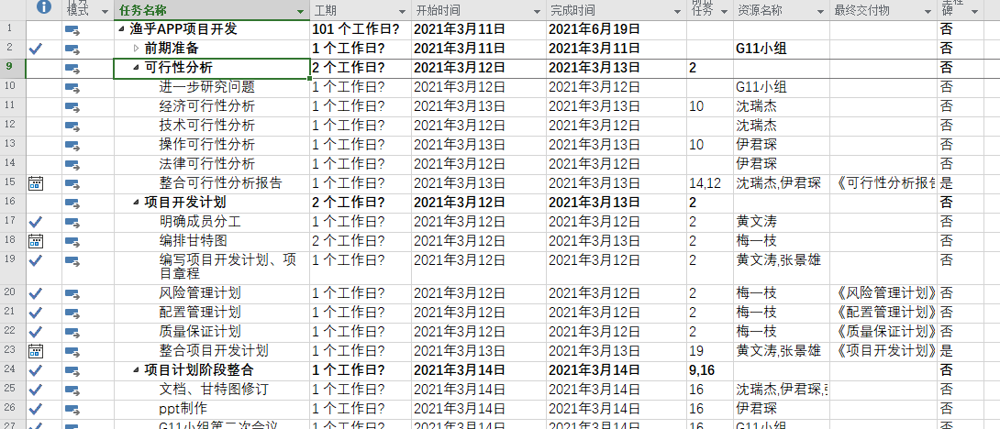 任务 前置 里程
模式 任务名称 工期 开始时间 完成时间 任务 资源名称 最终交付物 碑
1 渔乎APP项目开发 101 个工作日? 2021年3月11日 2021年6月19日 否
2 前期准备 1 个工作日? 2021年3月11日 2021年3月11日 G11小组 否
9 可行性分析 2 个工作日? 2021年3月12日 2021年3月13日 2 否
10 进一步研究问题 1 个工作日? 2021年3月12日 2021年3月12日 G11小组 否
11 经济可行性分析 1 个工作日? 2021年3月13日 2021年3月13日 10 沈瑞杰 否
12 技术可行性分析 1 个工作日? 2021年3月12日 2021年3月12日 沈瑞杰 否
13 操作可行性分析 1 个工作日? 2021年3月13日 2021年3月13日 10 伊君琛 否
14 法律可行性分析 1 个工作日? 2021年3月12日 2021年3月12日 伊君琛 否
15 整合可行性分析报告 1 个工作日? 2021年3月13日 2021年3月13日 14,12 沈瑞杰,伊君琛 《可行性分析报告 是
16 项目开发计划 2 个工作日? 2021年3月12日 2021年3月13日 2 否
17 明确成员分工 1 个工作日? 2021年3月12日 2021年3月12日 2 黄文涛 否
18 编排甘特图 2 个工作日? 2021年3月12日 2021年3月13日 2 梅一枝 否
19 编写项目开发计划、项 1 个工作日? 2021年3月12日 2021年3月12日 2 黄文涛,张景雄 否
目章程
20 风险管理计划 1 个工作日? 2021年3月12日 2021年3月12日 2 梅一枝 《风险管理计划》 否
21 配置管理计划 1 个工作日? 2021年3月12日 2021年3月12日 2 梅一枝 《配置管理计划》 否
22 质量保证计划 1 个工作日? 2021年3月12日 2021年3月12日 2 梅一枝 《质量保证计划》 否
23 整合项目开发计划 1 个工作日? 2021年3月13日 2021年3月13日 19 黄文涛,张景雄 《项目开发计划》 是
24 项目计划阶段整合 1 个工作日? 2021年3月14日 2021年3月14日 9,16 否
25 文档、甘特图修订 1 个工作日? 2021年3月14日 2021年3月14日 16 沈瑞杰,伊君琛, 否
26 ppt制作 1 个工作日? 2021年3月14日 2021年3月14日 16 伊君琛 否
27 G11小组第二次会议 1 个工作日? 2021年3月14日 2021年3月14日 16 G11小组 否